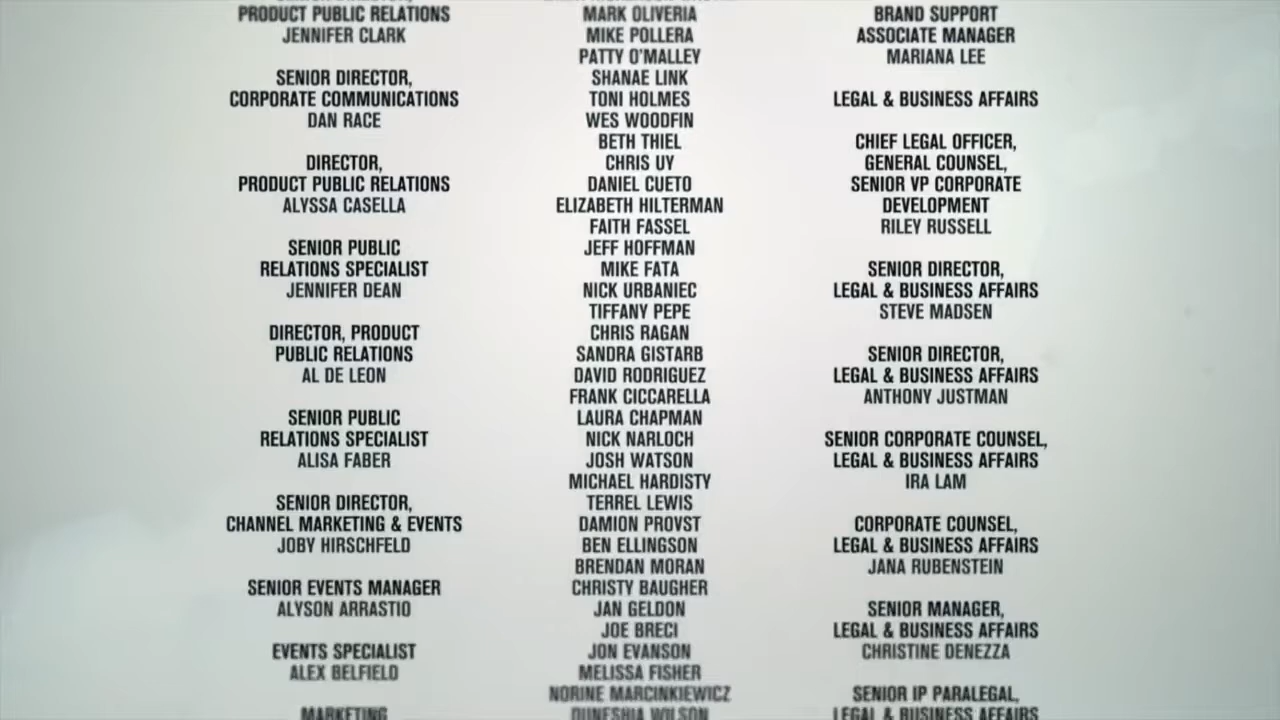 PRODUCT PUBLIC RELATIONS
JENNIFER CLARK
SENIOR DIRECTOR,
CORPORATE COMMUNICATIONS
DAN RACE
DIRECTOR,
PRODUCT PUBLIC RELATIONS
ALYSSA CASELLA
SENIOR PUBLIC
RELATIONS SPECIALIST
JENNIFER DEAN
DIRECTOR, PRODUCT
PUBLIC RELATIONS
AL DE LEON
SENIOR PUBLIC
RELATIONS SPECIALIST
ALISA FABER
SENIOR DIRECTOR,
CHANNEL MARKETING & EVENTS
JOBY HIRSCHFELD
SENIOR EVENTS MANAGER
ALYSON ARRASTIO
EVENTS SPECIALIST
ALEX BELFIELD
MARKETING
MARK OLIVERIA
MIKE POLLERA
PATTY O'MALLEY
SHANAE LINK
TONI HOLMES
WES WOODFIN
BETH THIEL
CHRIS UY
DANIEL CUETO
ELIZABETH HILTERMAN
FAITH FASSEL
JEFF HOFFMAN
MIKE FATA
NICK URBANIEC
TIFFANY PEPE
CHRIS RAGAN
SANDRA GISTARB
DAVID RODRIGUEZ
FRANK CICCARELLA
LAURA CHAPMAN
NICK NARLOCH
JOSH WATSON
MICHAEL HARDISTY
TERREL LEWIS
DAMION PROVST
BEN ELLINGSON
BRENDAN MORAN
CHRISTY BAUGHER
JAN GELDON
JOE BRECI
JON EVANSON
MELISSA FISHER
NORINE MARCINKIEWICZ
QUNESHIA WILSON
BRAND SUPPORT
ASSOCIATE MANAGER
MARIANA LEE
LEGAL & BUSINESS AFFAIRS
CHIEF LEGAL OFFICER,
GENERAL COUNSEL,
SENIOR VP CORPORATE
DEVELOPMENT
RILEY RUSSELL
SENIOR DIRECTOR,
LEGAL & BUSINESS AFFAIRS
STEVE MADSEN
SENIOR DIRECTOR,
LEGAL & BUSINESS AFFAIRS
ANTHONY JUSTMAN
SENIOR CORPORATE COUNSEL,
LEGAL & BUSINESS AFFAIRS
IRA LAM
CORPORATE COUNSEL,
LEGAL & BUSINESS AFFAIRS
JANA RUBENSTEIN
SENIOR MANAGER,
LEGAL & BUSINESS AFFAIRS
CHRISTINE DENEZZA
SENIOR IP PARALEGAL,
LEGAL & BUSINESS AFFAIRS